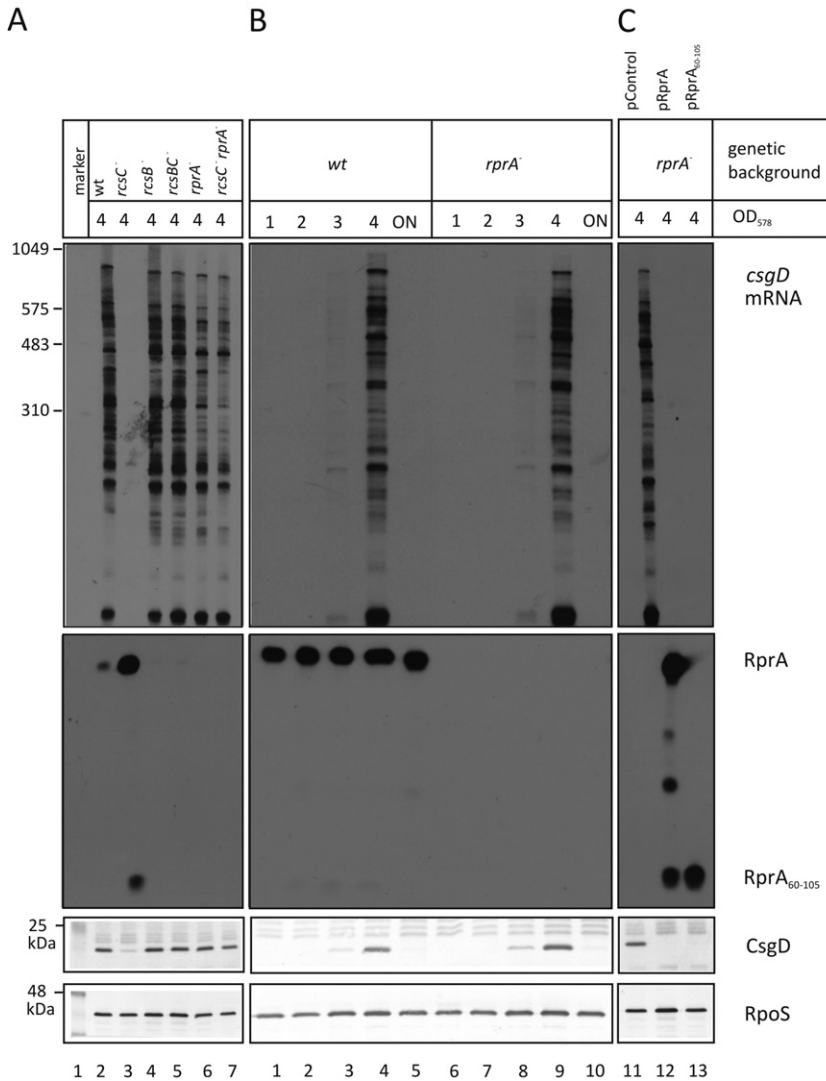 A B C
pControl
pRprA
pRprA60-105
marker
wt
rcsC-
rcsB-
rcsBC-
rprA-
rcsC- rprA-
wt rprA- rprA- genetic background
4 4 4 4 4 4 1 2 3 4 ON 1 2 3 4 ON 4 4 4 OD578
1049
575
483
310
csgD
mRNA
RprA
RprA60-105
25
kDa
CsgD
48
kDa
RpoS
1 2 3 4 5 6 7 1 2 3 4 5 6 7 8 9 10 11 12 13